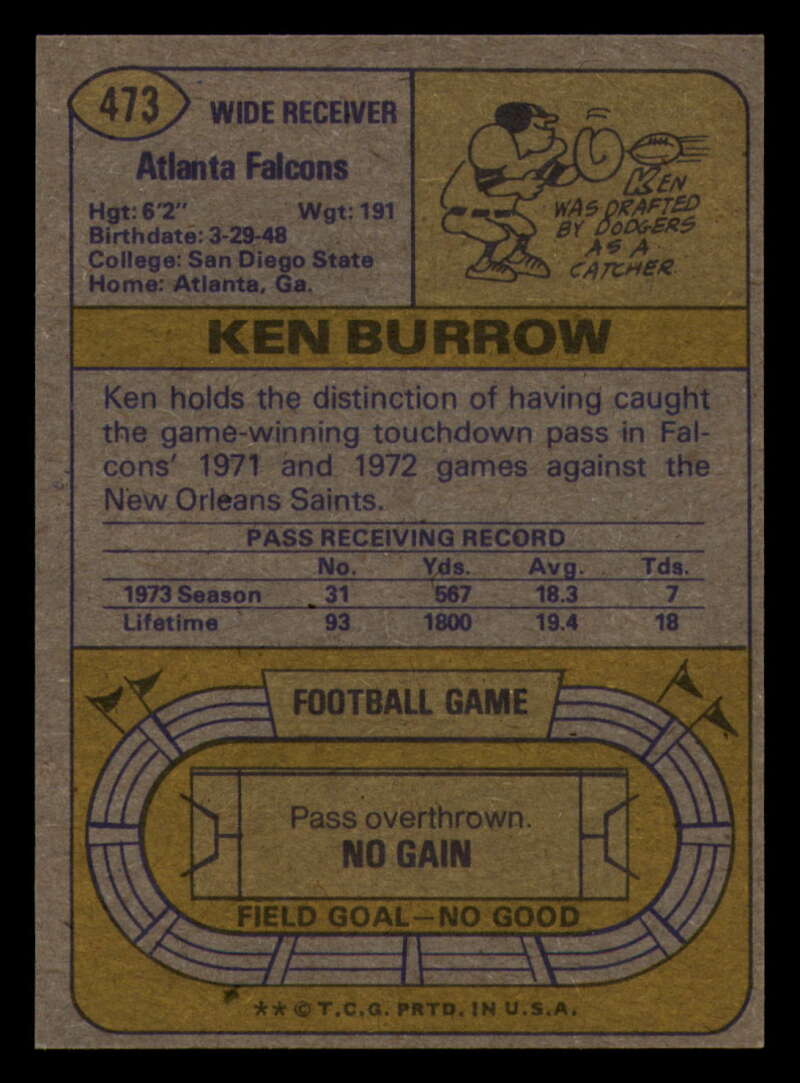 473 WIDE RECEIVER
Atlanta Falcons
Hgt: 6'2" Wgt: 191
Birthdate: 3-29-48
College: San Diego State
Home: Atlanta, Ga.
KEN
WAS DRAFTED
BY DODGERS
AS A
CATCHER
KEN BURROW
Ken holds the distinction of having caught
the game-winning touchdown pass in Fal-
cons' 1971 and 1972 games against the
New Orleans Saints.
PASS RECEIVING RECORD
No. Yds. Avg. Tds.
1973 Season 31 567 18.3 7
Lifetime 93 1800 19.4 18
FOOTBALL GAME
Pass overthrown.
NO GAIN
FIELD GOAL—NO GOOD
** © T.C.G. PRTD. IN U.S.A.